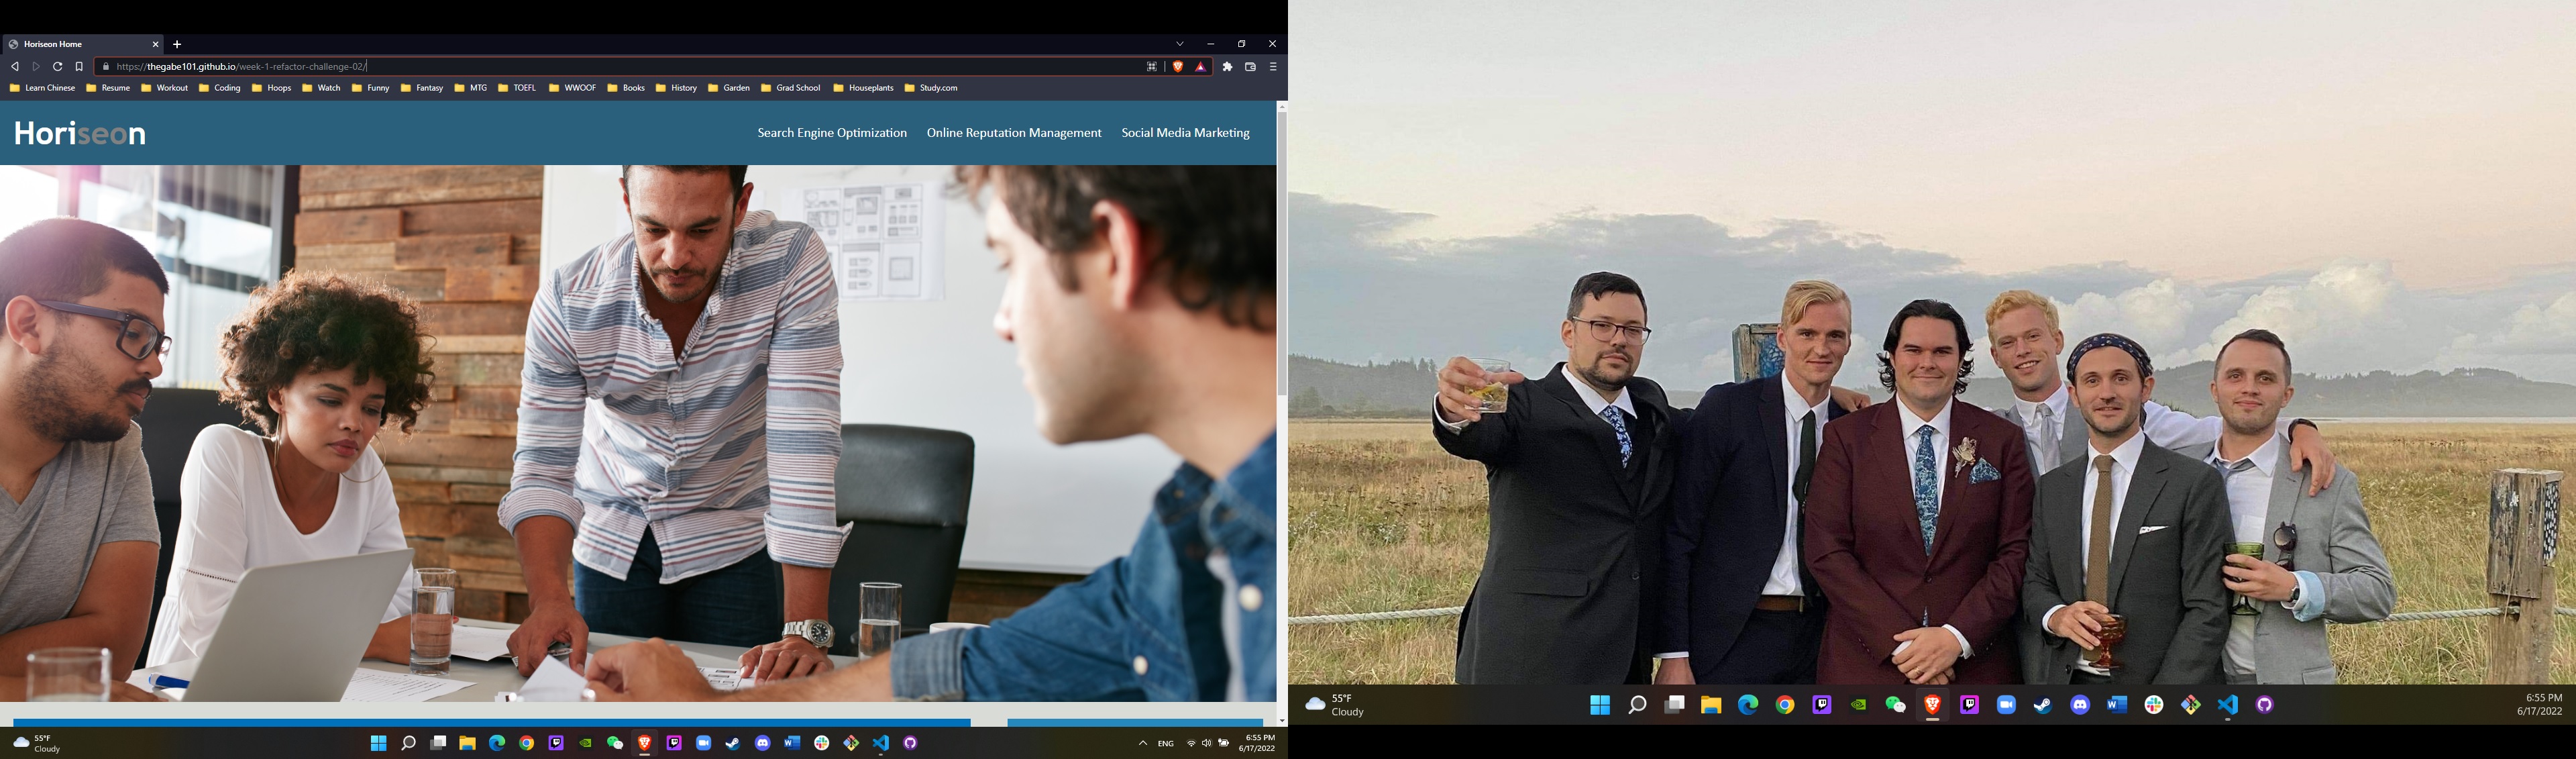 Horiseon Home
https://thegabe101.github.io/week-1-refactor-challenge-02/
Learn Chinese Resume Workout Coding Hoops Watch Funny Fantasy MTG TOEFL WWOOF Books History Garden Grad School Houseplants Study.com
Horiseon
Search Engine Optimization Online Reputation Management Social Media Marketing
55°F
Cloudy
ENG
6:55 PM
6/17/2022
55°F
Cloudy
6:55 PM
6/17/2022